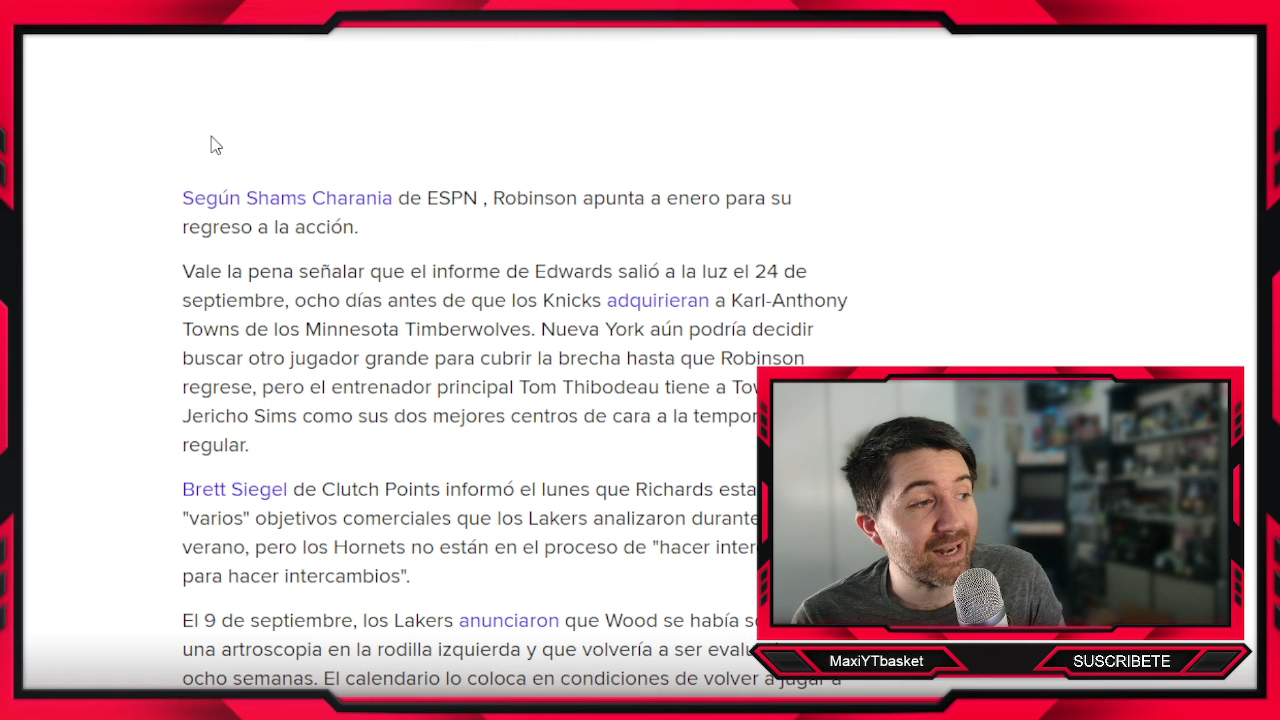 Según Shams Charania de ESPN , Robinson apunta a enero para su
regreso a la acción.
Vale la pena señalar que el informe de Edwards salió a la luz el 24 de
septiembre, ocho días antes de que los Knicks adquirieran a Karl-Anthony
Towns de los Minnesota Timberwolves. Nueva York aún podría decidir
buscar otro jugador grande para cubrir la brecha hasta que Robinson
regrese, pero el entrenador principal Tom Thibodeau tiene a
Jericho Sims como sus dos mejores centros de cara a la
regular.
Brett Siegel de Clutch Points informó el lunes que Richards
"varios" objetivos comerciales que los Lakers analizaron durante
verano, pero los Hornets no están en el proceso de "hacer
para hacer intercambios".
El 9 de septiembre, los Lakers anunciaron que Wood se había
una artroscopia en la rodilla izquierda y que volvería a ser
ocho semanas. El calendario lo coloca en condiciones de volver a jugar a
MaxiYTbasket
SUSCRIBETE